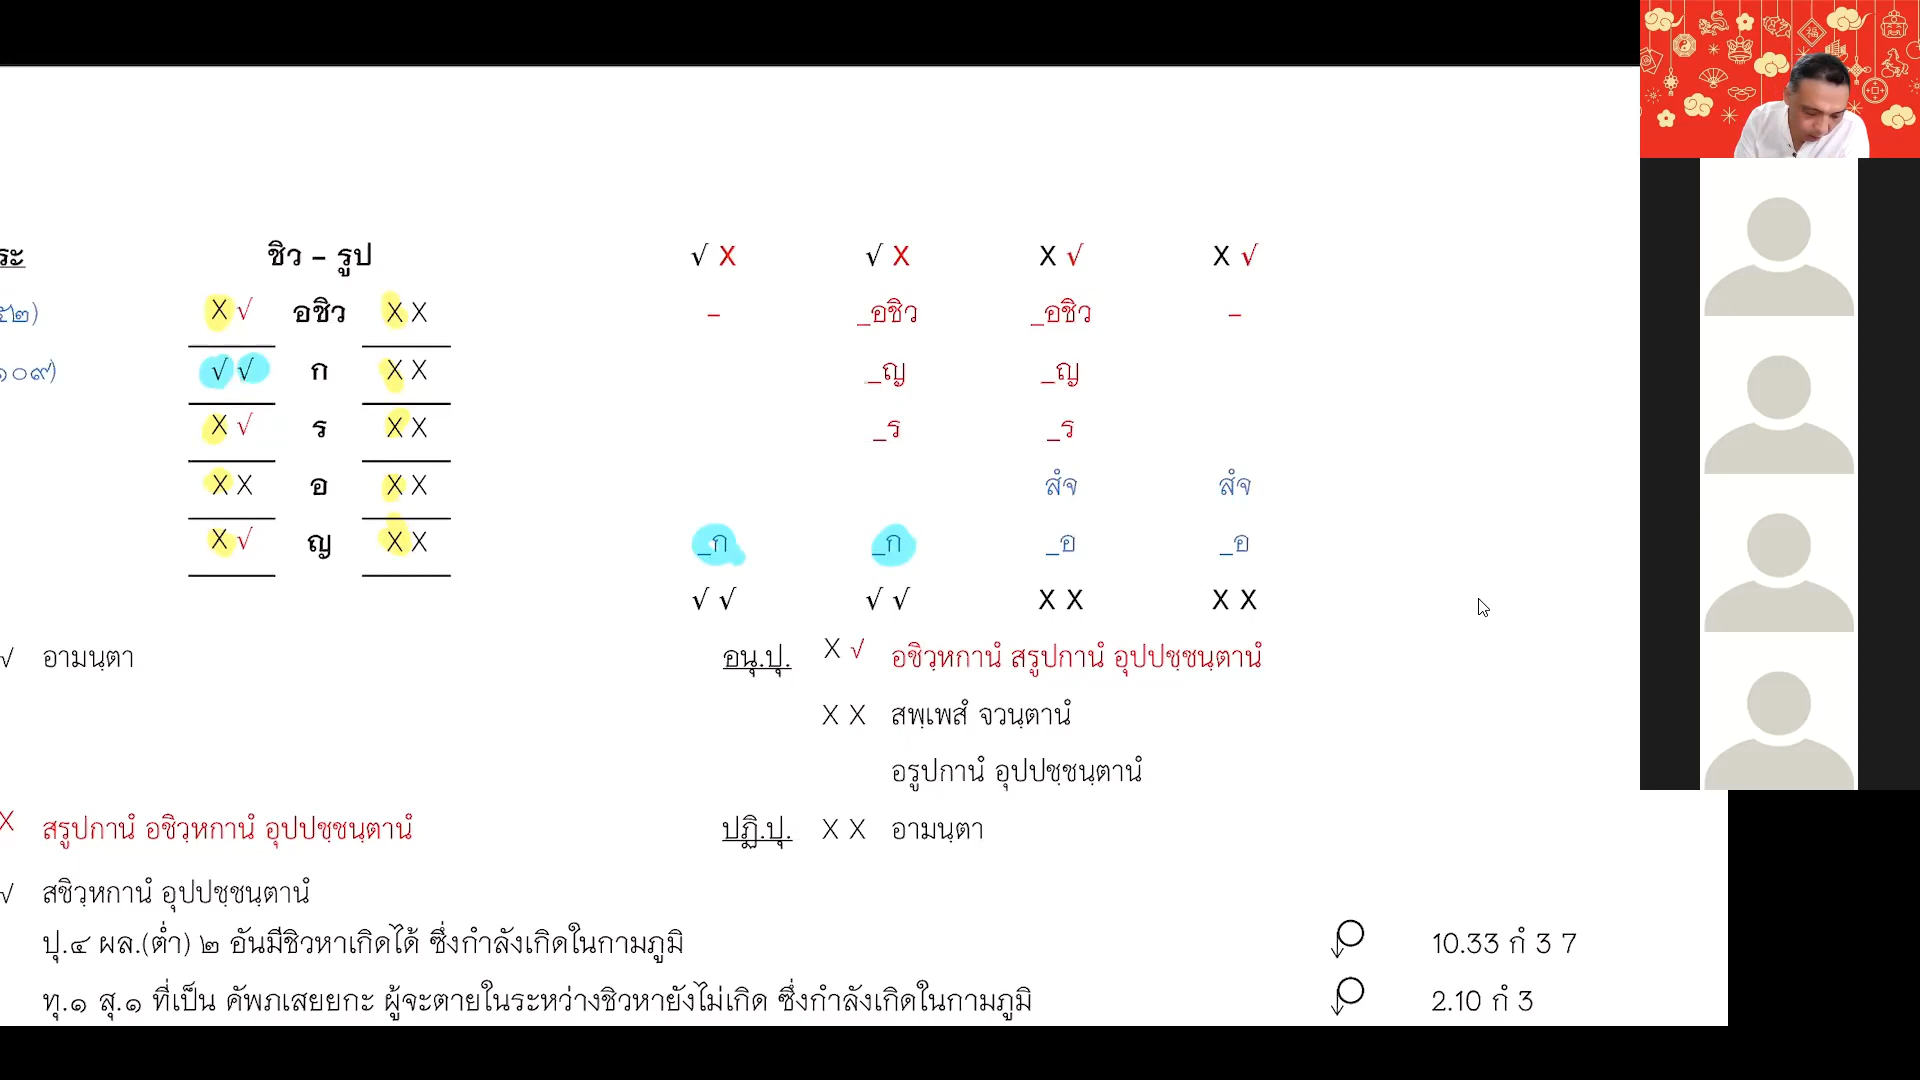 ระ ชิว – รูป √ X √ X X √ X √
๕๒) X √ อชิว X X – _อชิว _อชิว –
๑๐๙) √ √ ก X X _ญ _ญ
X √ ร X X _ร _ร
X X อ X X สํจ สํจ
X √ ญ X X _ก _ก _อ _อ
√ √ √ √ X X X X
√ อามนฺตา อนุ.ปุ. X √ อชิวฺหกานํ สรูปกานํ อุปปชฺชนฺตานํ
X X สพฺเพสํ จวนฺตานํ
อรูปกานํ อุปปชฺชนฺตานํ
X สรูปกานํ อชิวฺหกานํ อุปปชฺชนฺตานํ ปฏิ.ปุ. X X อามนฺตา
√ สชิวฺหกานํ อุปปชฺชนฺตานํ
ปุ.๔ ผล.(ต่ำ) ๒ อันมีชิวหาเกิดได้ ซึ่งกำลังเกิดในกามภูมิ 10.33 กํ 3 7
ทุ.๑ สุ.๑ ที่เป็น คัพภเสยยกะ ผู้จะตายในระหว่างชิวหายังไม่เกิด ซึ่งกำลังเกิดในกามภูมิ 2.10 กํ 3